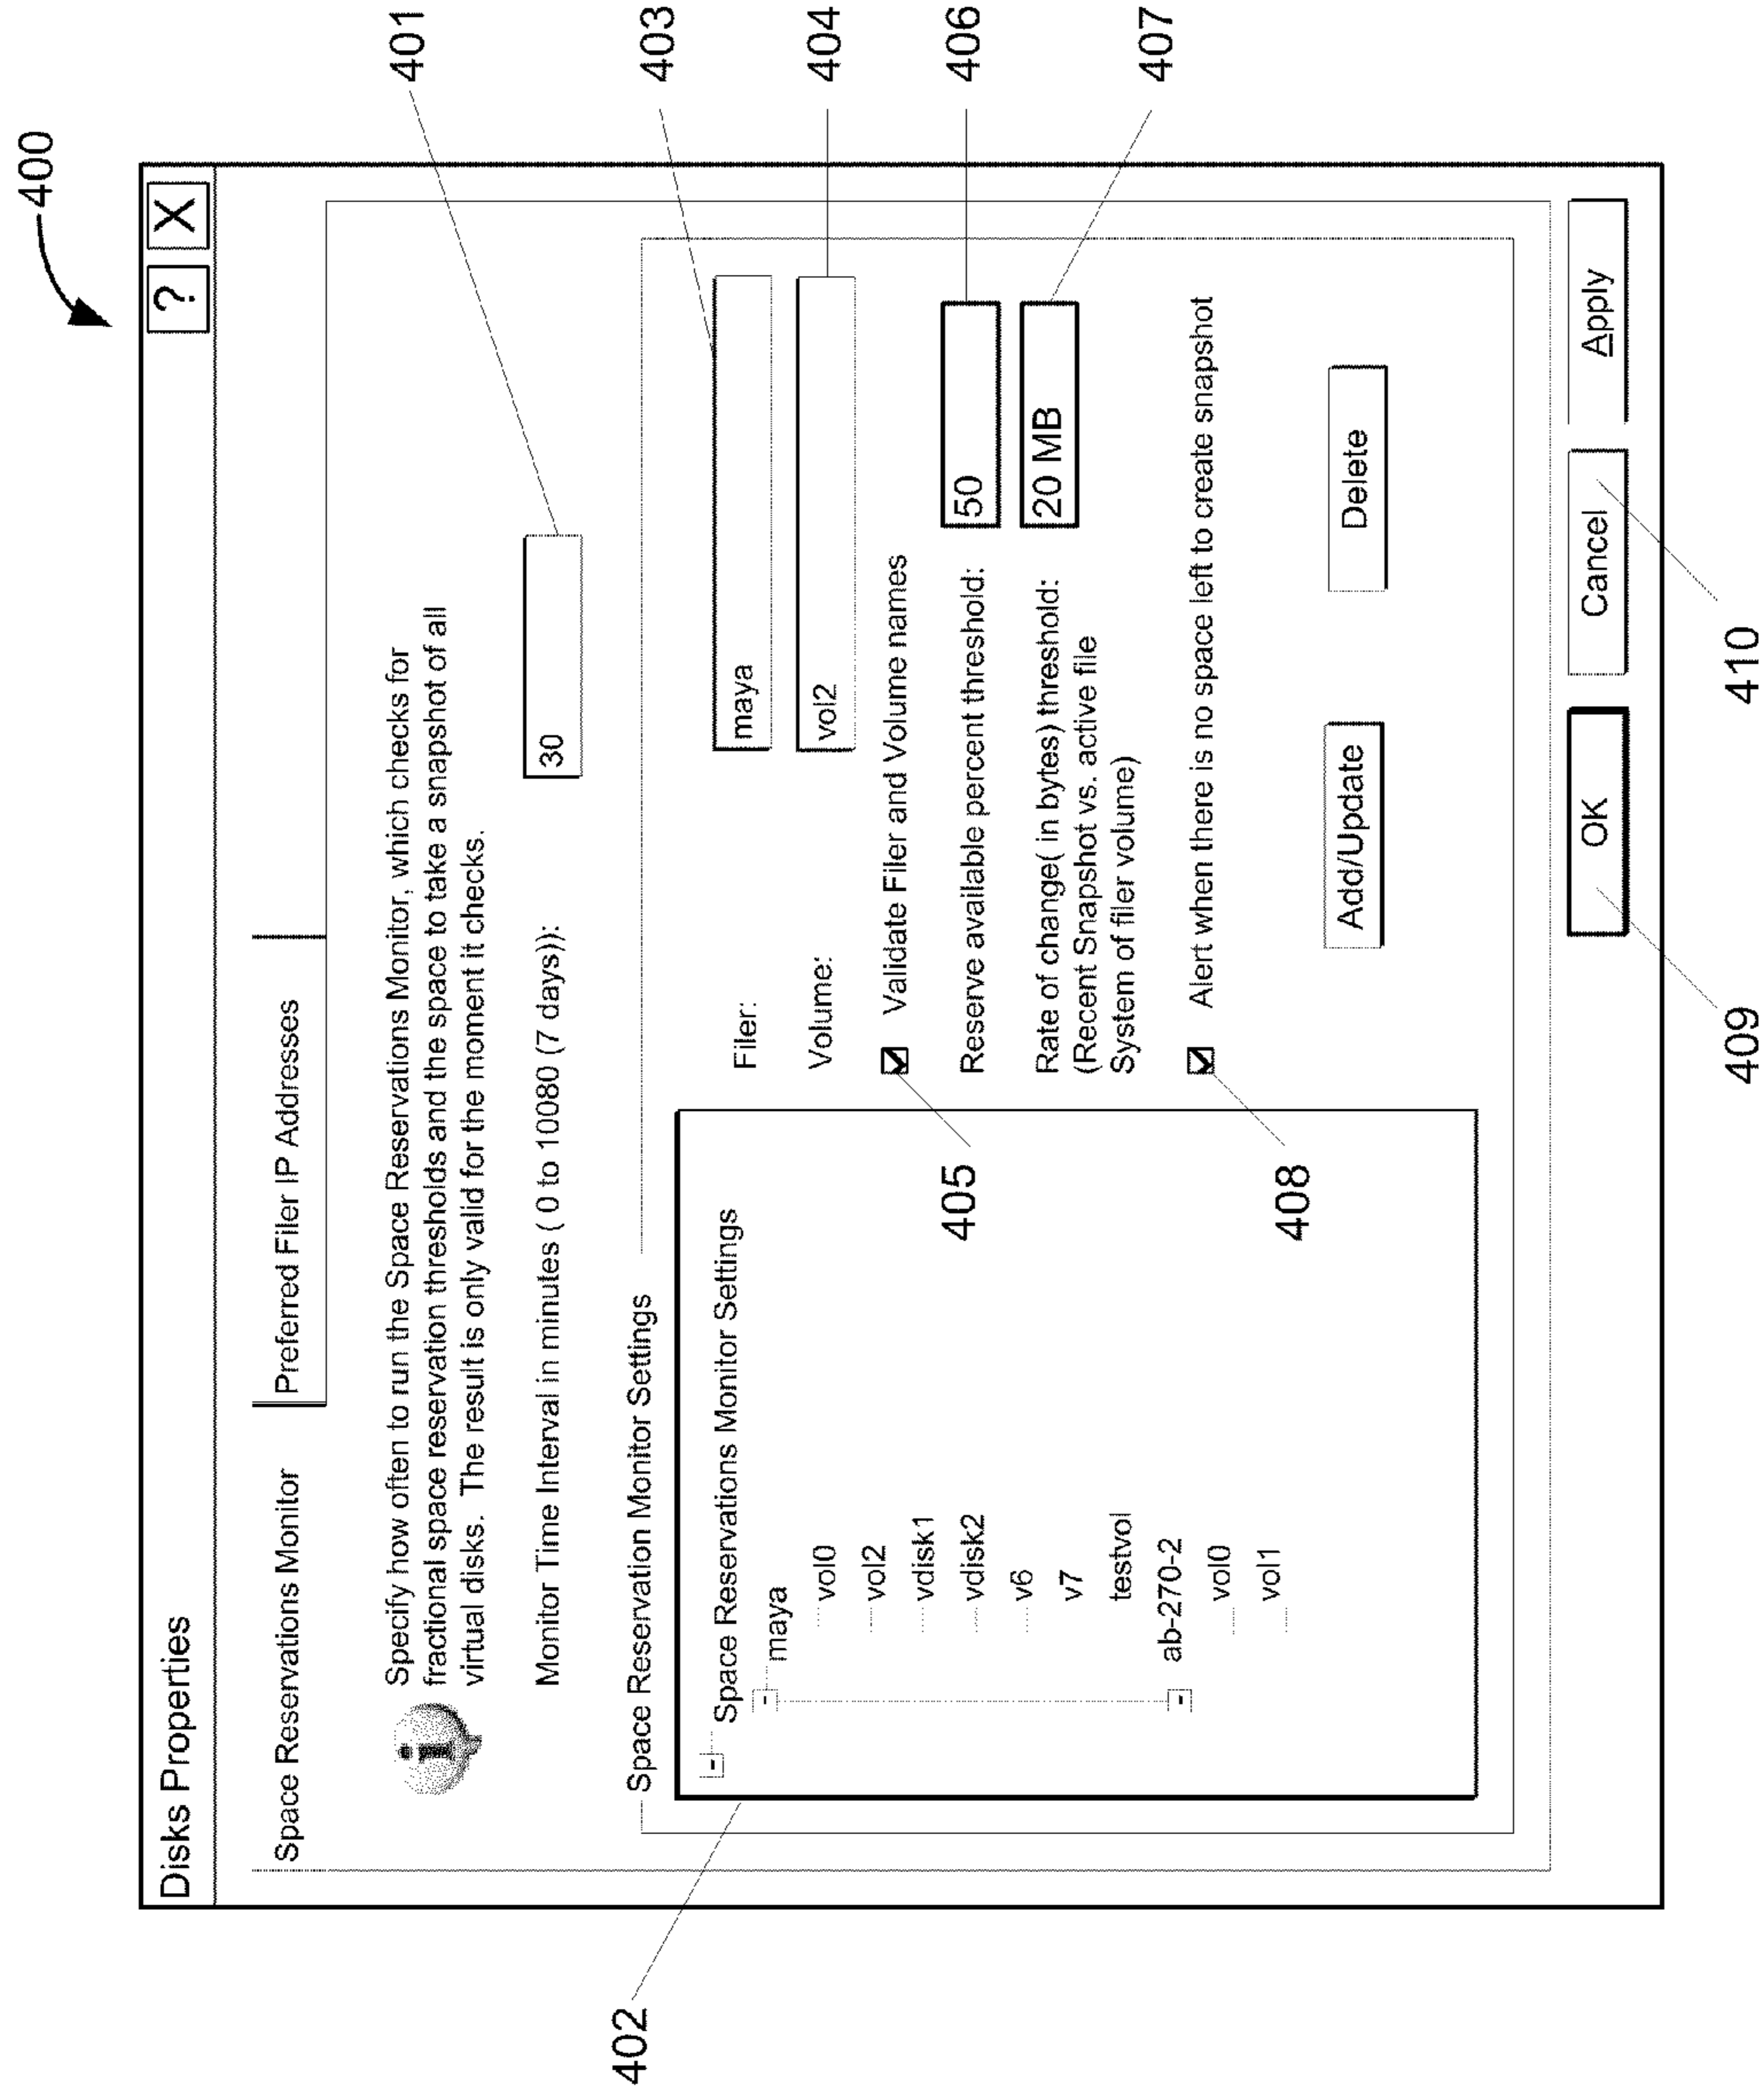 400
Disks Properties
? X
Space Reservations Monitor
Preferred Filer IP Addresses
i
Specify how often to run the Space Reservations Monitor, which checks for
fractional space reservation thresholds and the space to take a snapshot of all
virtual disks. The result is only valid for the moment it checks.
401
Monitor Time Interval in minutes ( 0 to 10080 (7 days)):
30
Space Reservation Monitor Settings
402
Space Reservations Monitor Settings
maya
vol0
vol2
vdisk1
vdisk2
v6
v7
testvol
ab-270-2
vol0
vol1
Filer:
maya
403
Volume:
vol2
404
Validate Filer and Volume names
405
Reserve available percent threshold:
50
406
Rate of change( in bytes) threshold:
(Recent Snapshot vs. active file
System of filer volume)
20 MB
407
Alert when there is no space left to create snapshot
408
Add/Update
Delete
OK
Cancel
Apply
409
410